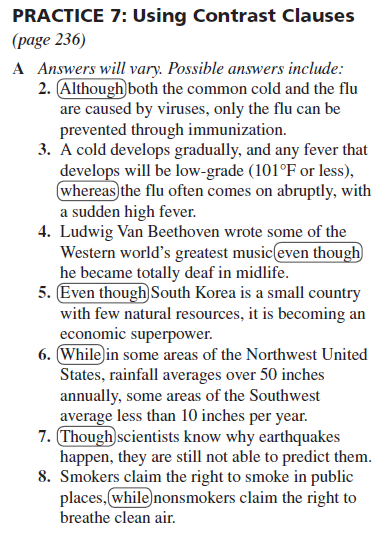 PRACTICE 7: Using Contrast Clauses
(page 236)
A Answers will vary. Possible answers include:
2. Although both the common cold and the flu
are caused by viruses, only the flu can be
prevented through immunization.
3. A cold develops gradually, and any fever that
develops will be low-grade (101°F or less),
whereas the flu often comes on abruptly, with
a sudden high fever.
4. Ludwig Van Beethoven wrote some of the
Western world's greatest music even though
he became totally deaf in midlife.
5. Even though South Korea is a small country
with few natural resources, it is becoming an
economic superpower.
6. While in some areas of the Northwest United
States, rainfall averages over 50 inches
annually, some areas of the Southwest
average less than 10 inches per year.
7. Though scientists know why earthquakes
happen, they are still not able to predict them.
8. Smokers claim the right to smoke in public
places, while nonsmokers claim the right to
breathe clean air.